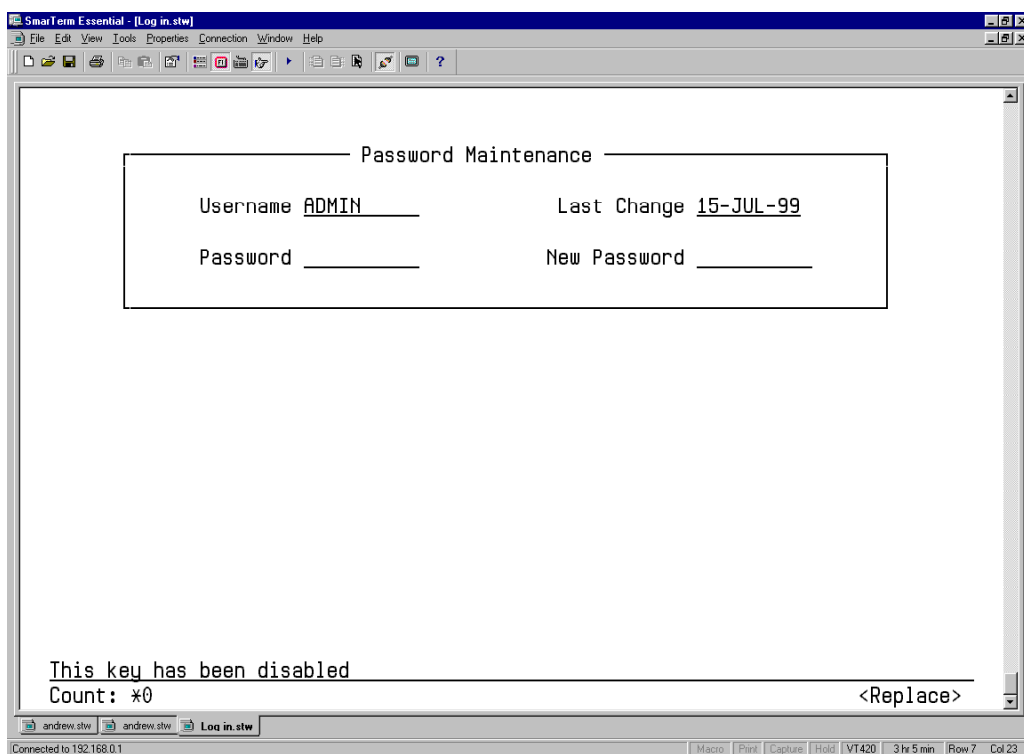 SmarTerm Essential - [Log in.stw]
File Edit View Tools Properties Connection Window Help
Password Maintenance
Username ADMIN Last Change 15-JUL-99
Password New Password
This key has been disabled
Count: *0 <Replace>
andrew.stw andrew.stw Log in.stw
Connected to 192.168.0.1 Macro Print Capture Hold VT420 3 hr 5 min Row 7 Col 23